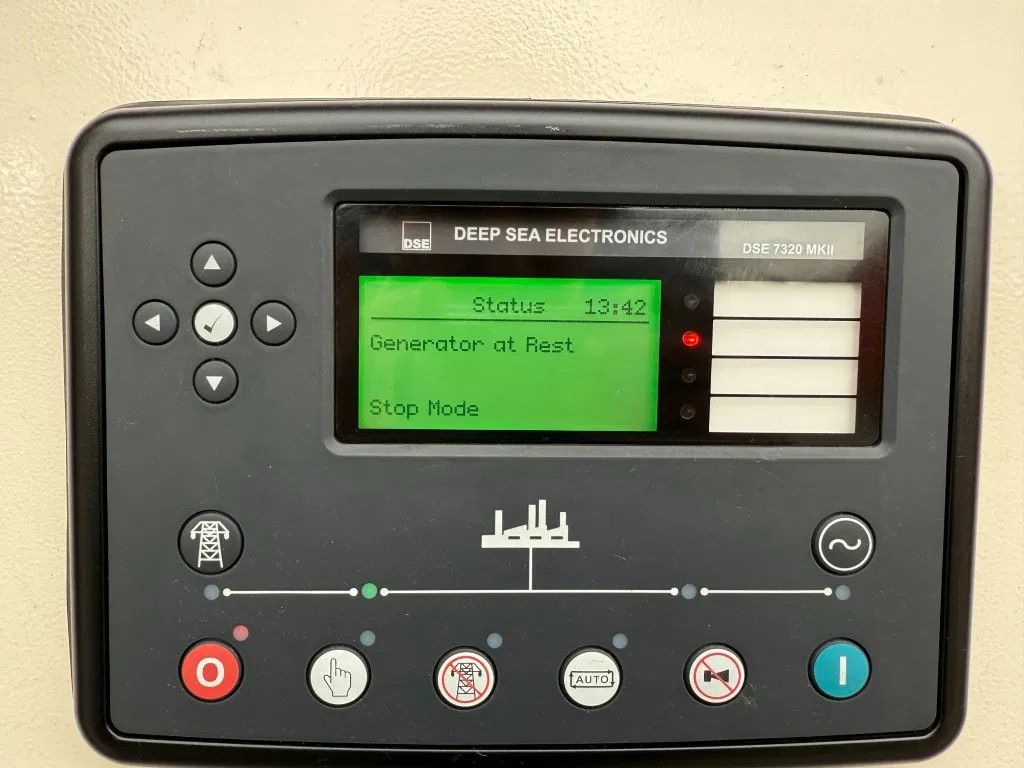 DSE
DEEP SEA ELECTRONICS
DSE 7320 MKII
Status 13:42
Generator at Rest
Stop Mode
O
AUTO
I